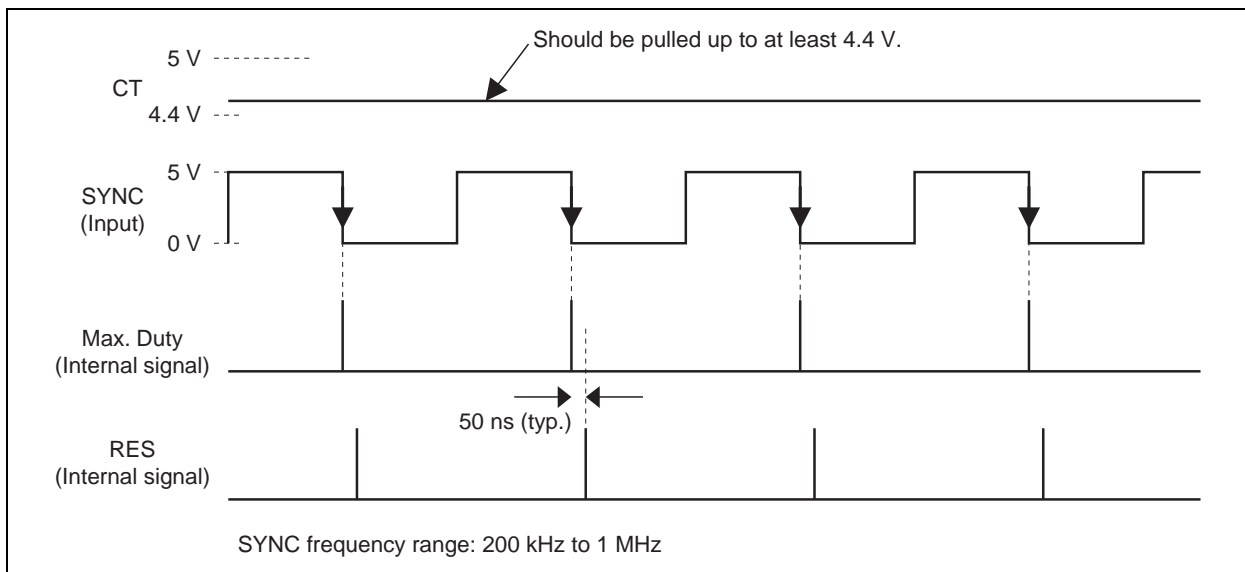 Should be pulled up to at least 4.4 V.
5 V
CT
4.4 V
5 V
SYNC
(Input)
0 V
Max. Duty
(Internal signal)
50 ns (typ.)
RES
(Internal signal)
SYNC frequency range: 200 kHz to 1 MHz